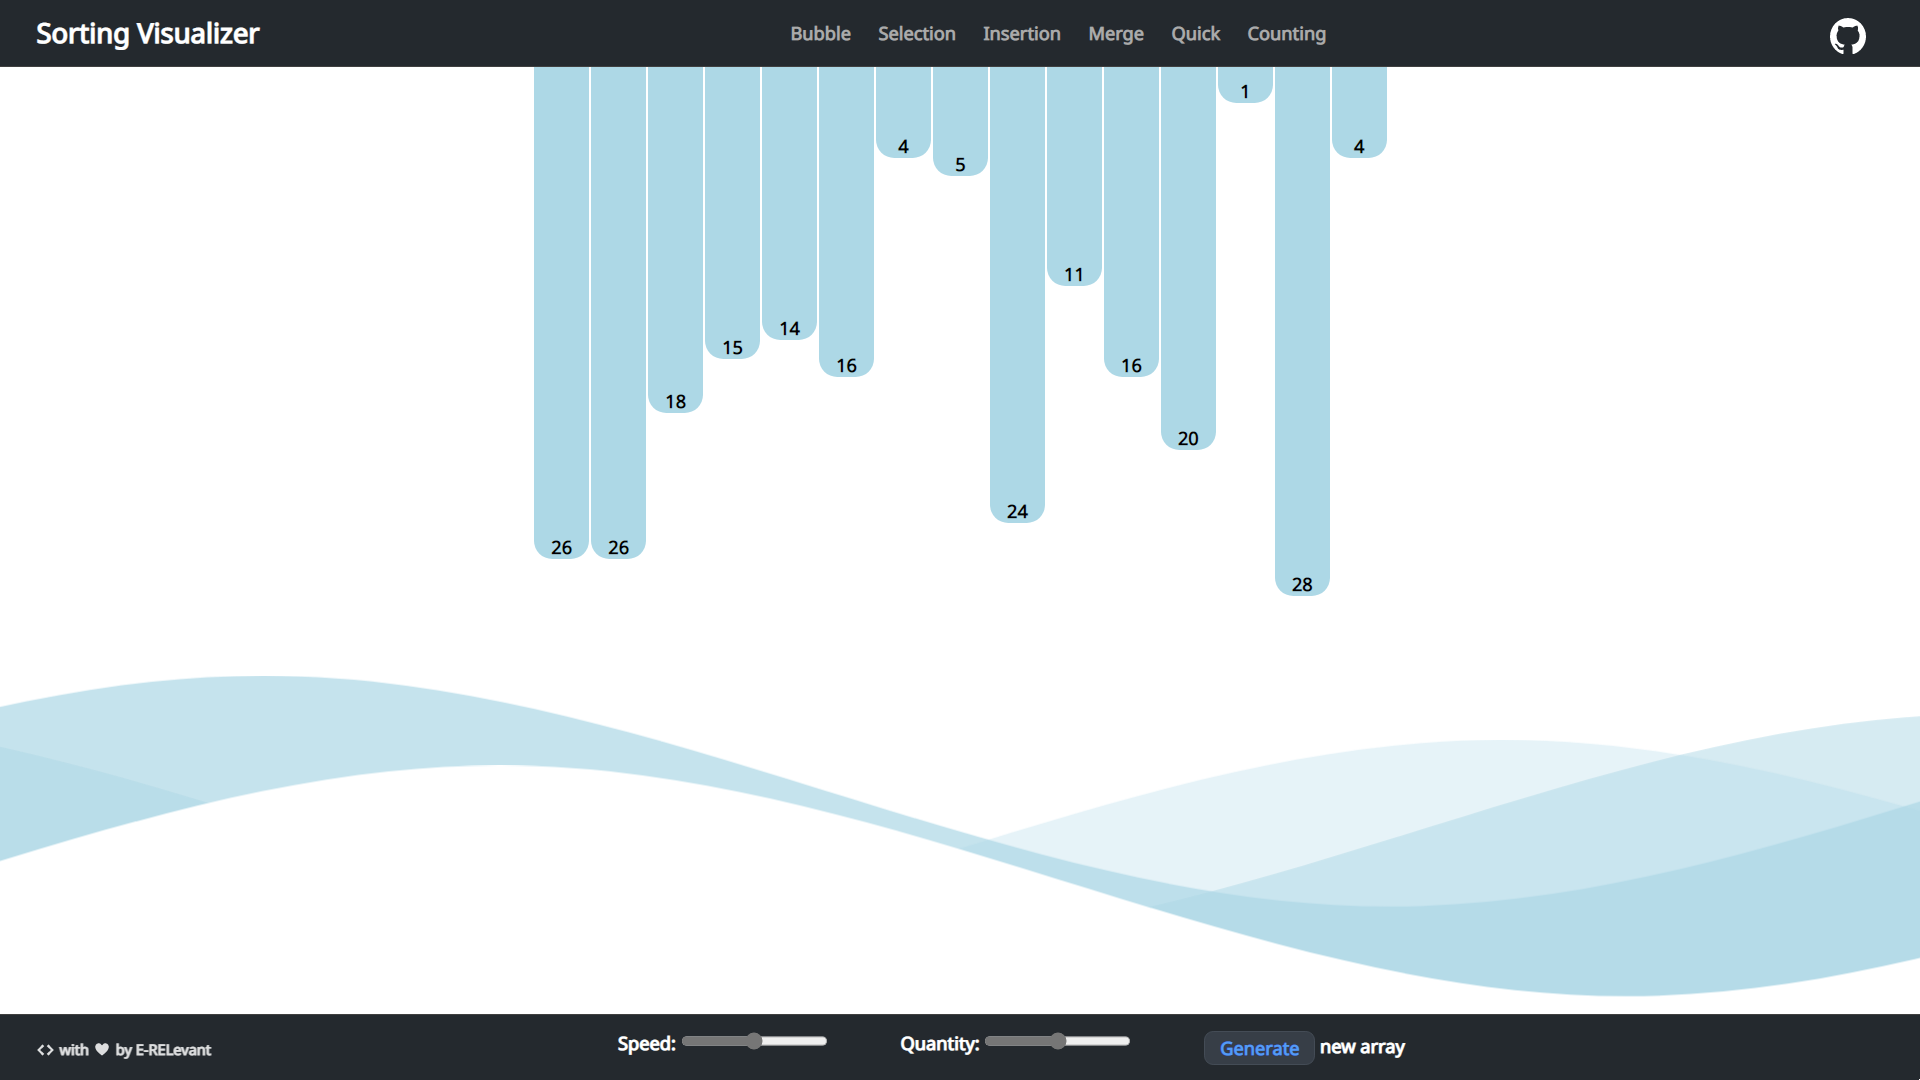 Sorting Visualizer
Bubble Selection Insertion Merge Quick Counting
26 26 18 15 14 16 4 5 24 11 16 20 1 28 4
<> with ♥ by E-RELevant
Speed:
Quantity:
Generate new array